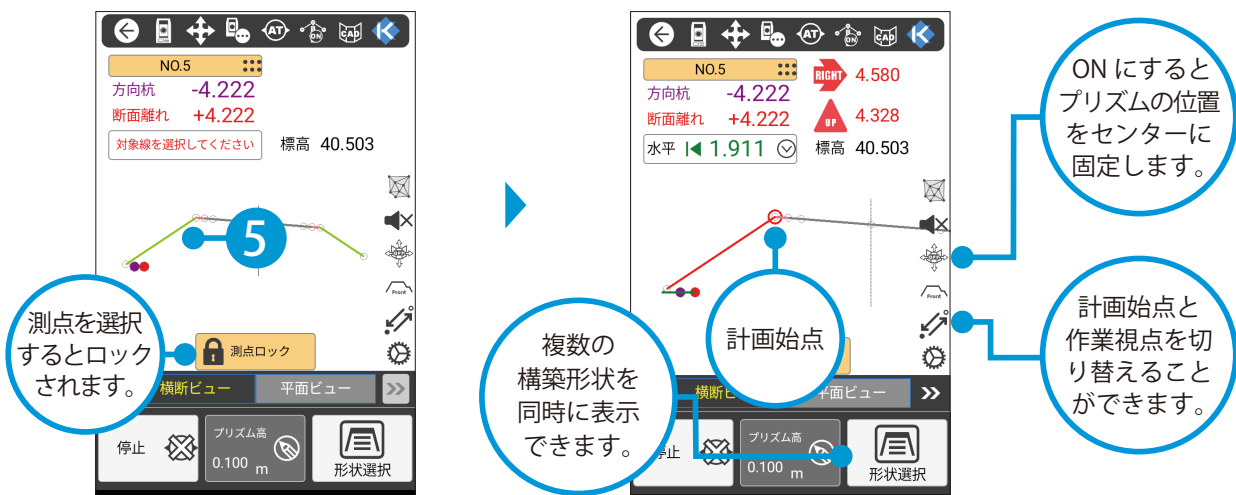 AT
ON
CAD
NO.5
方向杭 -4.222
断面離れ +4.222
対象線を選択してください 標高 40.503
5
Front
測点を選択
するとロック
されます。
測点ロック
横断ビュー 平面ビュー >>
停止
プリズム高
0.100 m
形状選択
AT
ON
CAD
NO.5 RIGHT 4.580
方向杭 -4.222
断面離れ +4.222 UP 4.328
水平 1.911 標高 40.503
Front
計画始点
複数の
構築形状を
同時に表示
できます。
横断ビ 平面ビュー >>
停止
プリズム高
0.100 m
形状選択
ON にすると
プリズムの位置
をセンターに
固定します。
計画始点と
作業視点を切
り替えること
ができます。